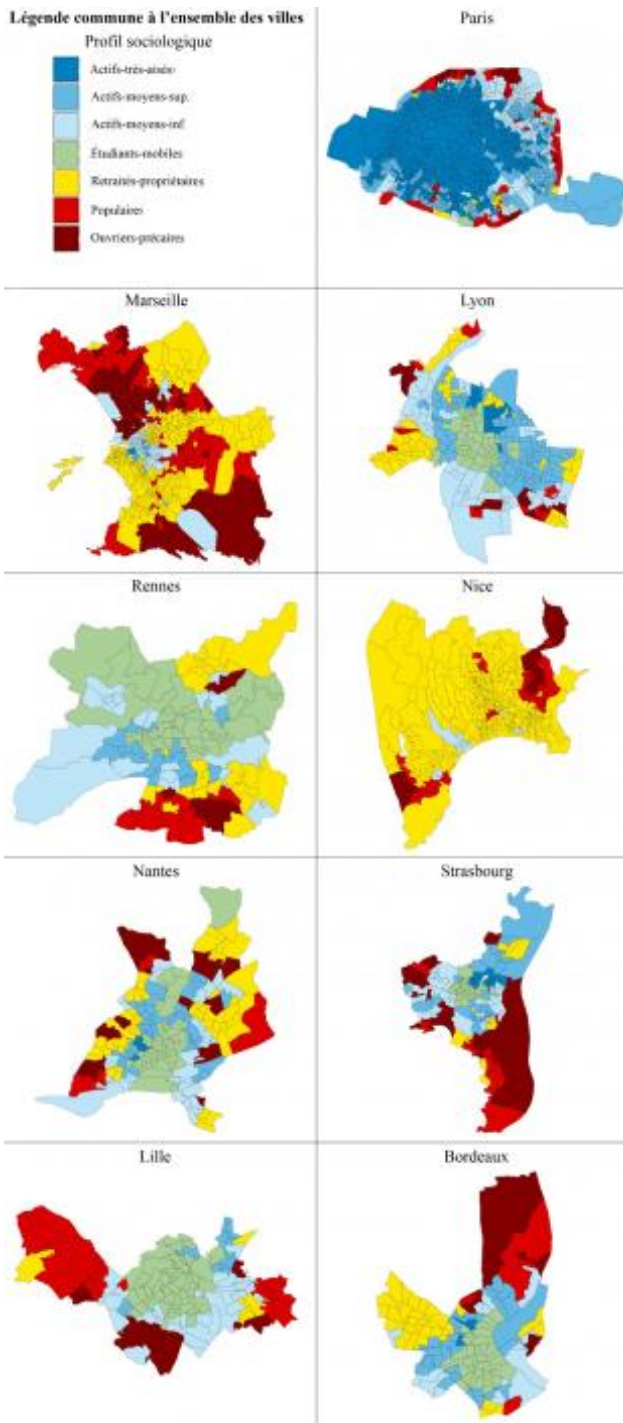 Légende commune à l'ensemble des villes
Profil sociologique
Actifs-très-aisés
Actifs-moyens-sup.
Actifs-moyens-inf
Étudiants-mobiles
Retraités-propriétaires
Populaires
Ouvriers-précaires
Paris
Marseille
Lyon
Rennes
Nice
Nantes
Strasbourg
Lille
Bordeaux